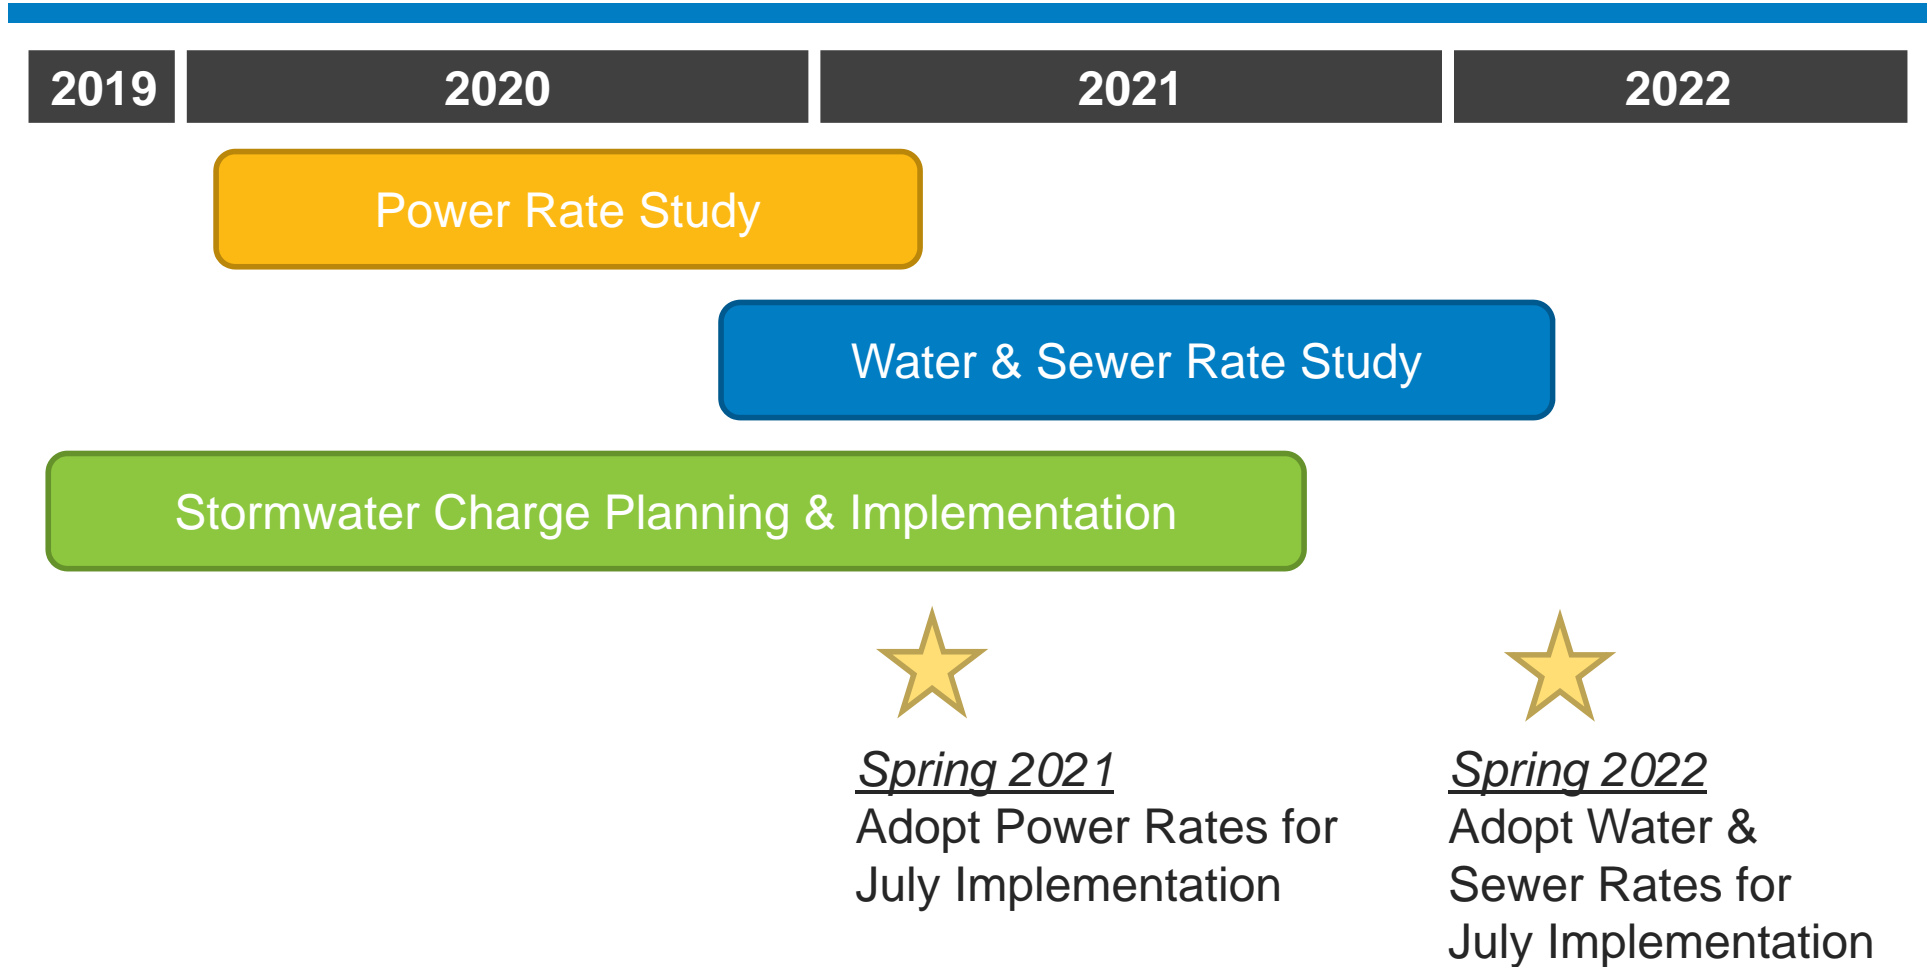 2019
2020
2021
2022
Power Rate Study
Water & Sewer Rate Study
Stormwater Charge Planning & Implementation
Spring 2021
Adopt Power Rates for
July Implementation
Spring 2022
Adopt Water &
Sewer Rates for
July Implementation